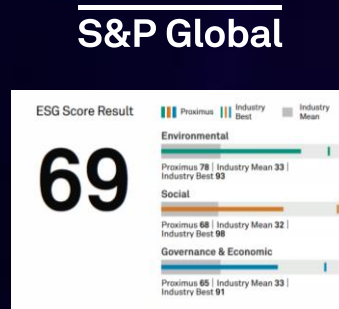 S&P Global
ESG Score Result
69
Proximus
Industry
Best
Industry
Mean
Environmental
Proximus 78 | Industry Mean 33 |
Industry Best 93
Social
Proximus 68 | Industry Mean 32 |
Industry Best 98
Governance & Economic
Proximus 65 | Industry Mean 33 |
Industry Best 91